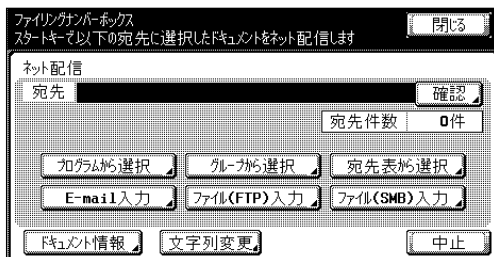 ファイリングナンバーボックス
スタートキーで以下の宛先に選択したドキュメントをネット配信します
閉じる
ネット配信
宛先
確認
宛先件数 0件
プログラムから選択 グループから選択 宛先表から選択
E-mail入力 ファイル(FTP)入力 ファイル(SMB)入力
ドキュメント情報 文字列変更 中止